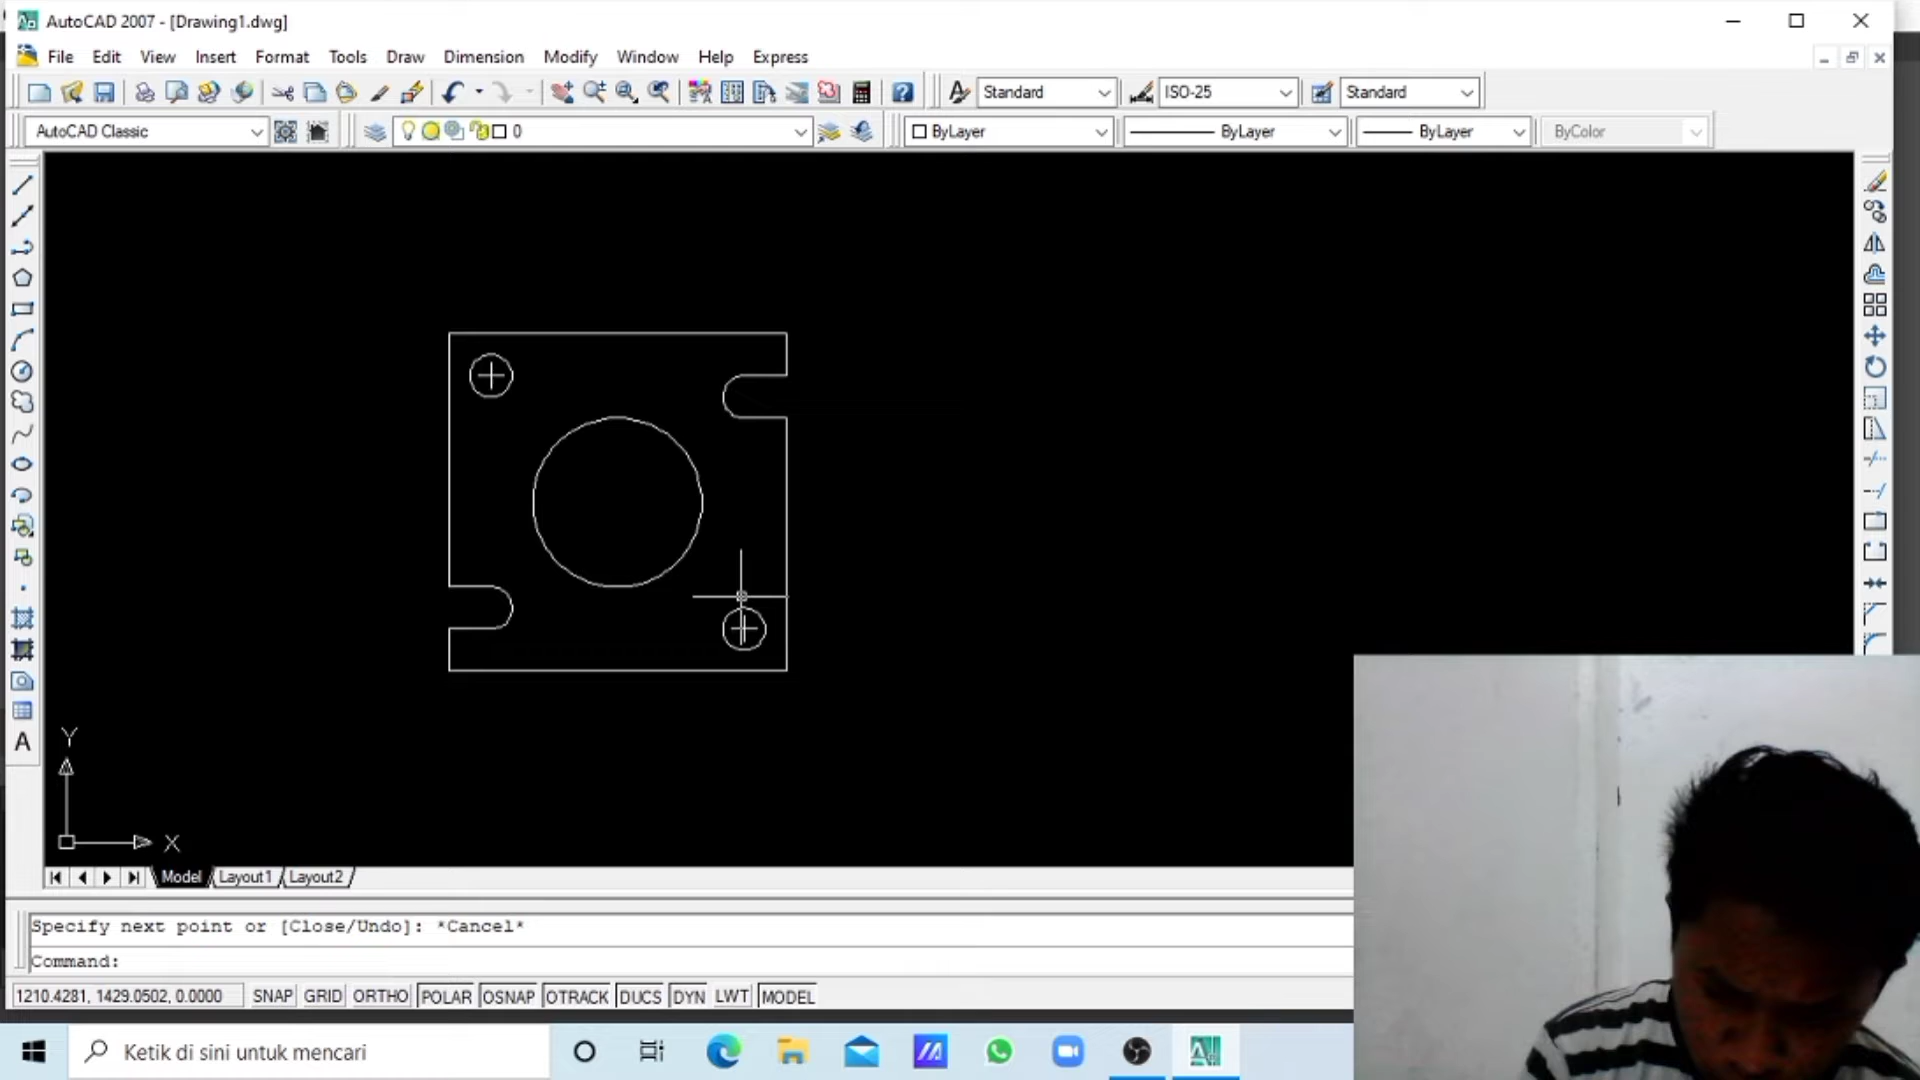 AutoCAD 2007 - [Drawing1.dwg]
File Edit View Insert Format Tools Draw Dimension Modify Window Help Express
Standard ISO-25 Standard
AutoCAD Classic 0 ByLayer ByLayer ByLayer ByColor
A
Y
X
Model Layout1 Layout2
Specify next point or [Close/Undo]: *Cancel*
Command:
1210.4281, 1429.0502, 0.0000 SNAP GRID ORTHO POLAR OSNAP OTRACK DUCS DYN LWT MODEL
Ketik di sini untuk mencari